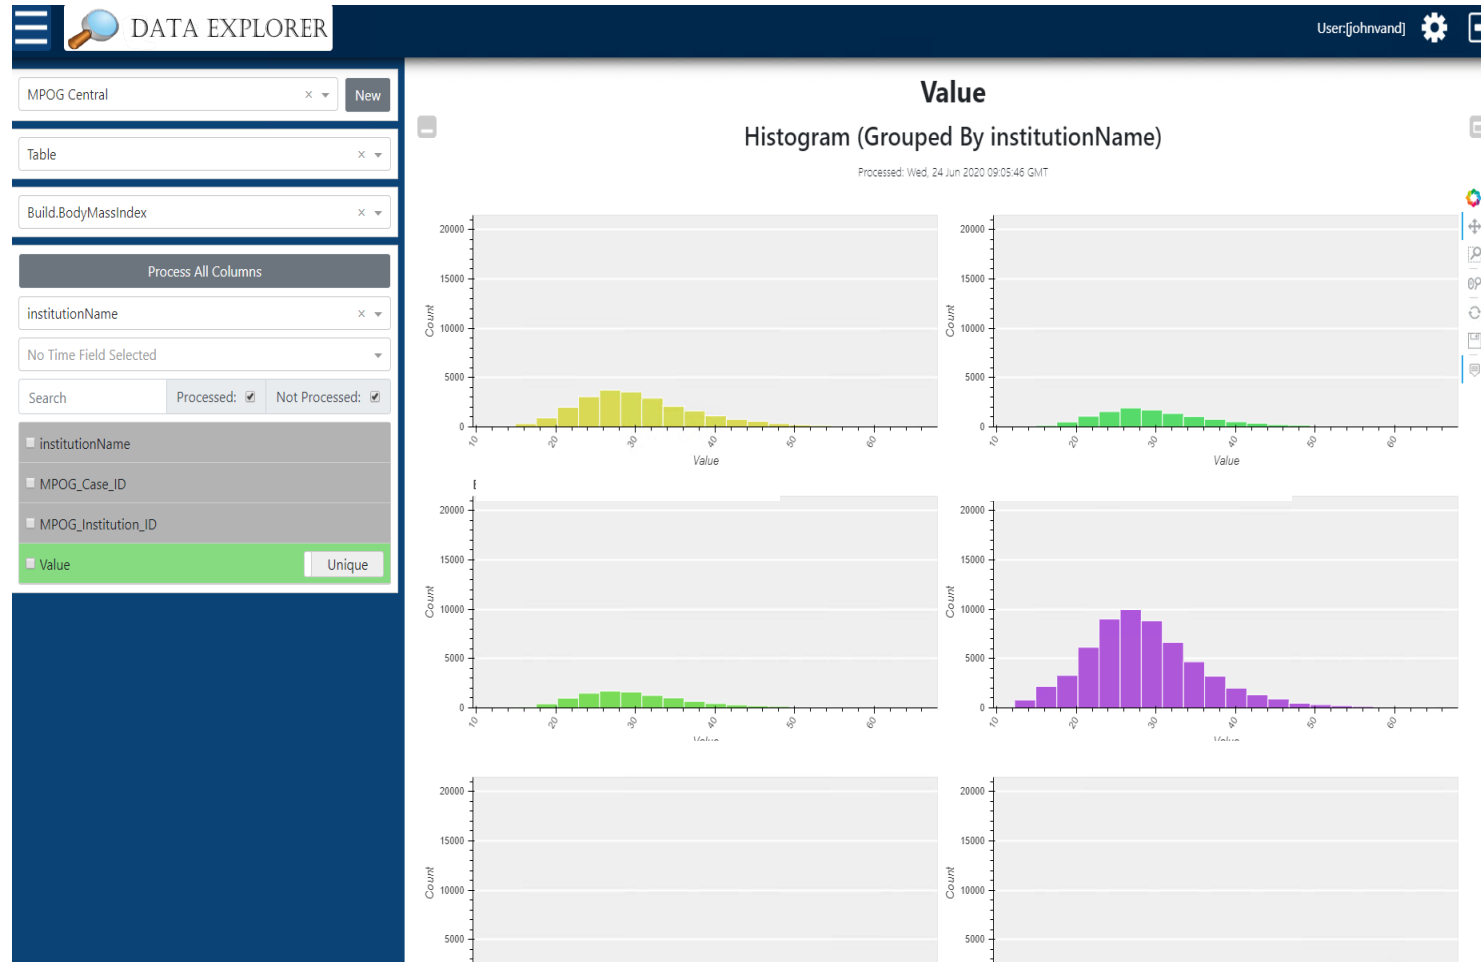 DATA EXPLORER
User:[johnvand]
MPOG Central × New
Table ×
Build.BodyMassIndex ×
Process All Columns
institutionName ×
No Time Field Selected
Search Processed: Not Processed:
institutionName
MPOG_Case_ID
MPOG_Institution_ID
Value Unique
Value
Histogram (Grouped By institutionName)
Processed: Wed, 24 Jun 2020 09:05:46 GMT
20000
15000
10000
5000
0
Count
10 20 30 40 50 60
Value
20000
15000
10000
5000
0
Count
10 20 30 40 50 60
Value
20000
15000
10000
5000
0
Count
10 20 30 40 50 60
Value
20000
15000
10000
5000
0
Count
10 20 30 40 50 60
Value
20000
15000
10000
5000
Count
20000
15000
10000
5000
Count